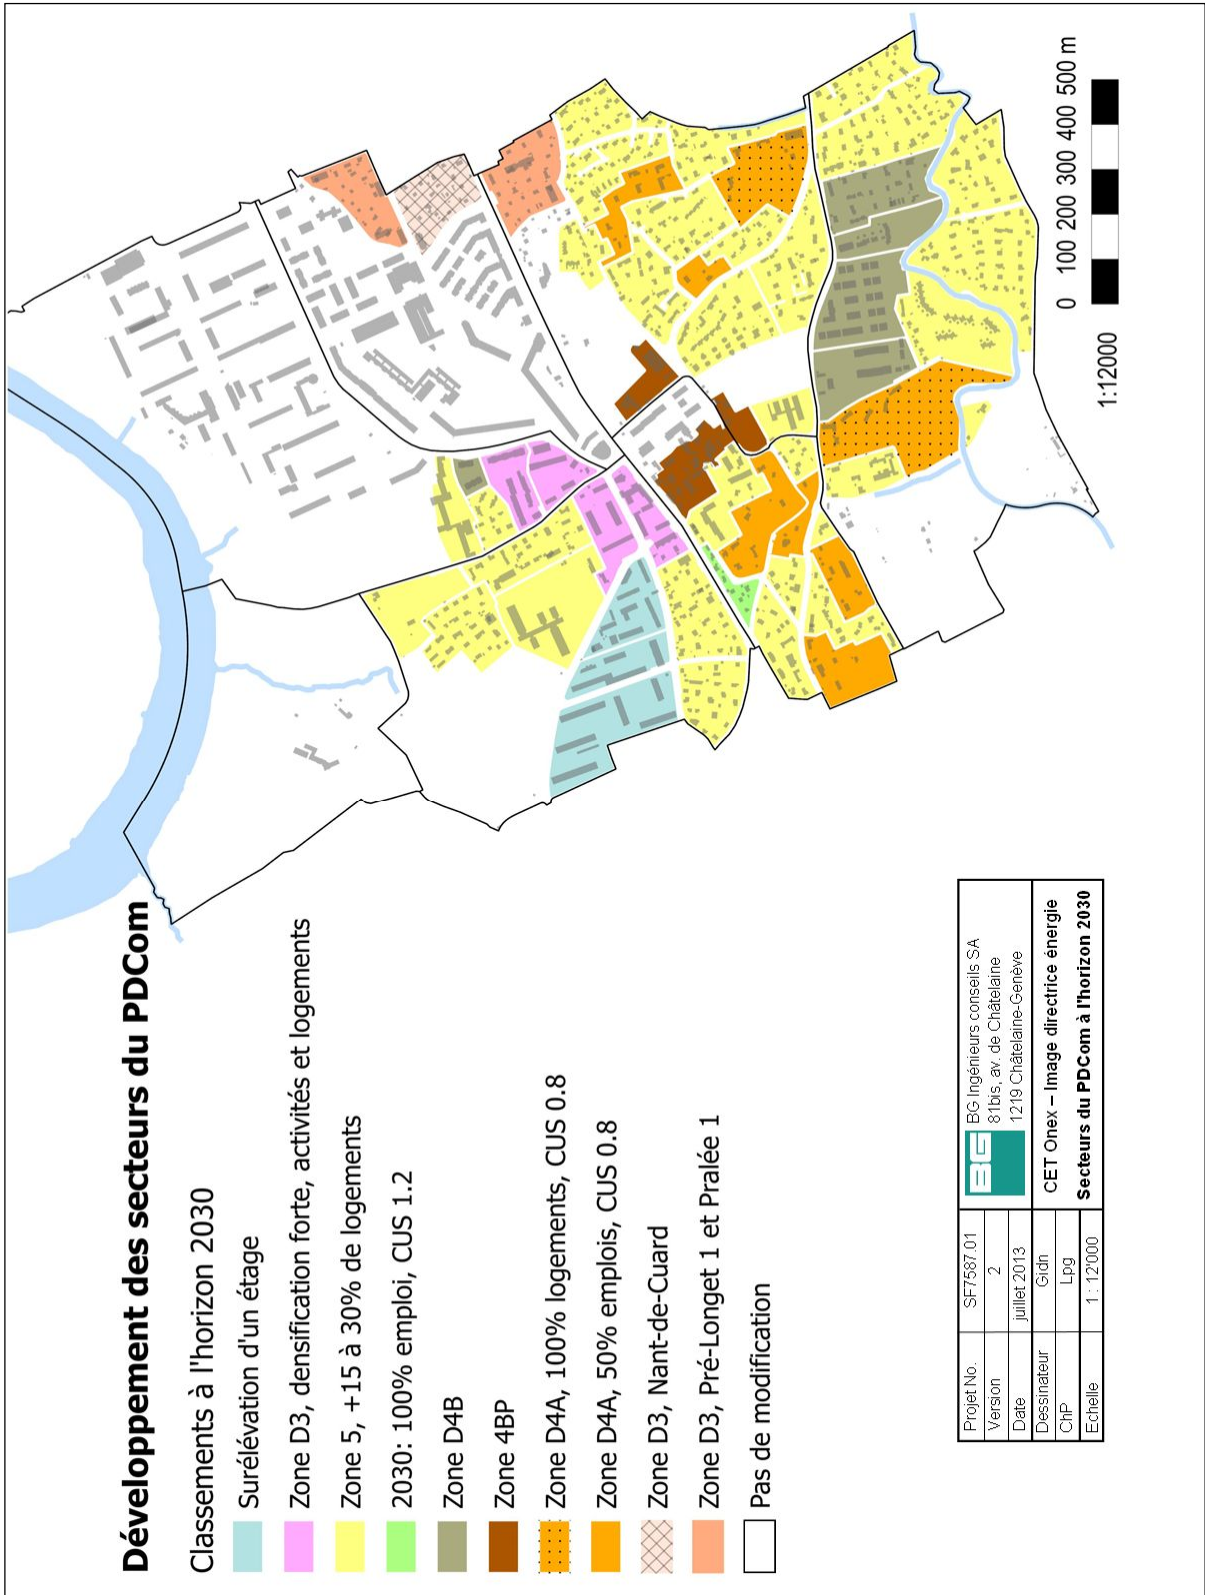 Développement des secteurs du PDCom
Classements à l'horizon 2030
Surélévation d'un étage
Zone D3, densification forte, activités et logements
Zone 5, +15 à 30% de logements
2030: 100% emploi, CUS 1.2
Zone D4B
Zone 4BP
Zone D4A, 100% logements, CUS 0.8
Zone D4A, 50% emplois, CUS 0.8
Zone D3, Nant-de-Cuard
Zone D3, Pré-Longet 1 et Pralée 1
Pas de modification
Projet No. SF7587.01
Version 2
Date juillet 2013
Dessinateur Gidn
ChP Lpg
Echelle 1 : 12'000
BG
BG Ingénieurs conseils SA
81bis, av. de Châtelaine
1219 Châtelaine-Genève
CET Onex – Image directrice énergie
Secteurs du PDCom à l'horizon 2030
0 100 200 300 400 500 m
1:12000